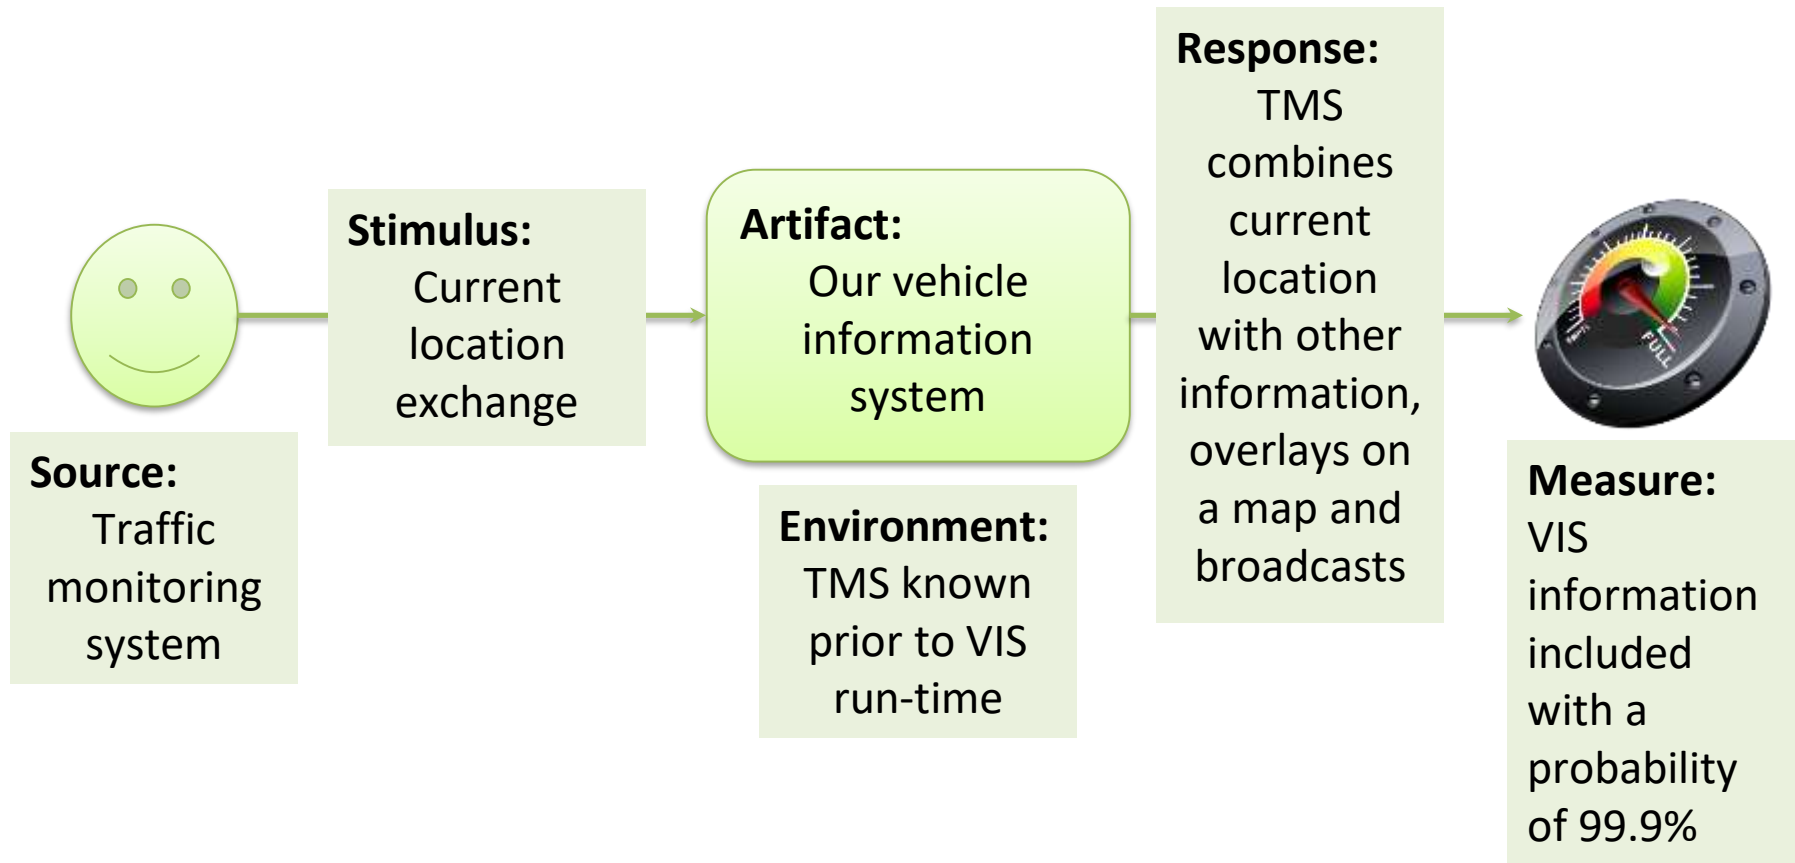 Source:
Traffic
monitoring
system
Stimulus:
Current
location
exchange
Artifact:
Our vehicle
information
system
Environment:
TMS known
prior to VIS
run-time
Response:
TMS
combines
current
location
with other
information,
overlays on
a map and
broadcasts
FULL
Measure:
VIS
information
included
with a
probability
of 99.9%